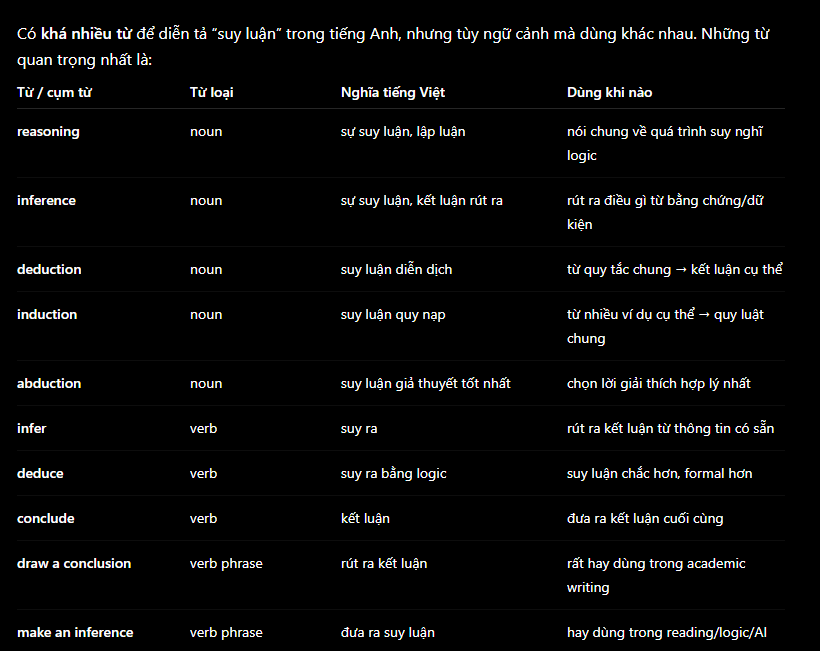 Có khá nhiều từ để diễn tả “suy luận” trong tiếng Anh, nhưng tùy ngữ cảnh mà dùng khác nhau. Những từ
quan trọng nhất là:
Từ / cụm từ Từ loại Nghĩa tiếng Việt Dùng khi nào
reasoning noun sự suy luận, lập luận nói chung về quá trình suy nghĩ
logic
inference noun sự suy luận, kết luận rút ra rút ra điều gì từ bằng chứng/dữ
kiện
deduction noun suy luận diễn dịch từ quy tắc chung → kết luận cụ thể
induction noun suy luận quy nạp từ nhiều ví dụ cụ thể → quy luật
chung
abduction noun suy luận giả thuyết tốt nhất chọn lời giải thích hợp lý nhất
infer verb suy ra rút ra kết luận từ thông tin có sẵn
deduce verb suy ra bằng logic suy luận chắc hơn, formal hơn
conclude verb kết luận đưa ra kết luận cuối cùng
draw a conclusion verb phrase rút ra kết luận rất hay dùng trong academic
writing
make an inference verb phrase đưa ra suy luận hay dùng trong reading/logic/AI